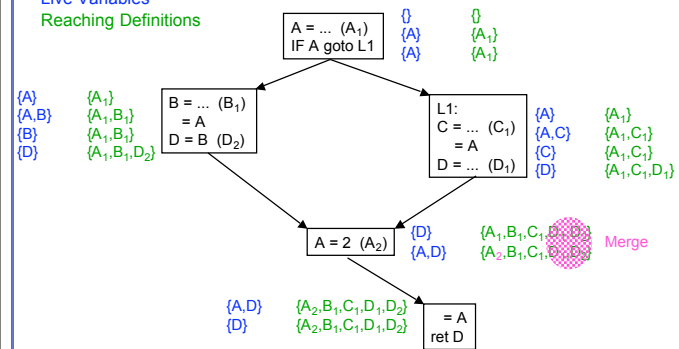 Live Variables
Reaching Definitions
A = ... (A₁)
IF A goto L1
{} {}
{A} {A₁}
{A} {A₁}
{A} {A₁}
{A,B} {A₁,B₁}
{B} {A₁,B₁}
{D} {A₁,B₁,D₂}
B = ... (B₁)
= A
D = B (D₂)
L1:
C = ... (C₁)
= A
D = ... (D₁)
{A} {A₁}
{A,C} {A₁,C₁}
{C} {A₁,C₁}
{D} {A₁,C₁,D₁}
A = 2 (A₂)
{D} {A₁,B₁,C₁,D₁,D₂}
{A,D} {A₂,B₁,C₁,D₁,D₂}
Merge
{A,D} {A₂,B₁,C₁,D₁,D₂}
{D} {A₂,B₁,C₁,D₁,D₂}
= A
ret D